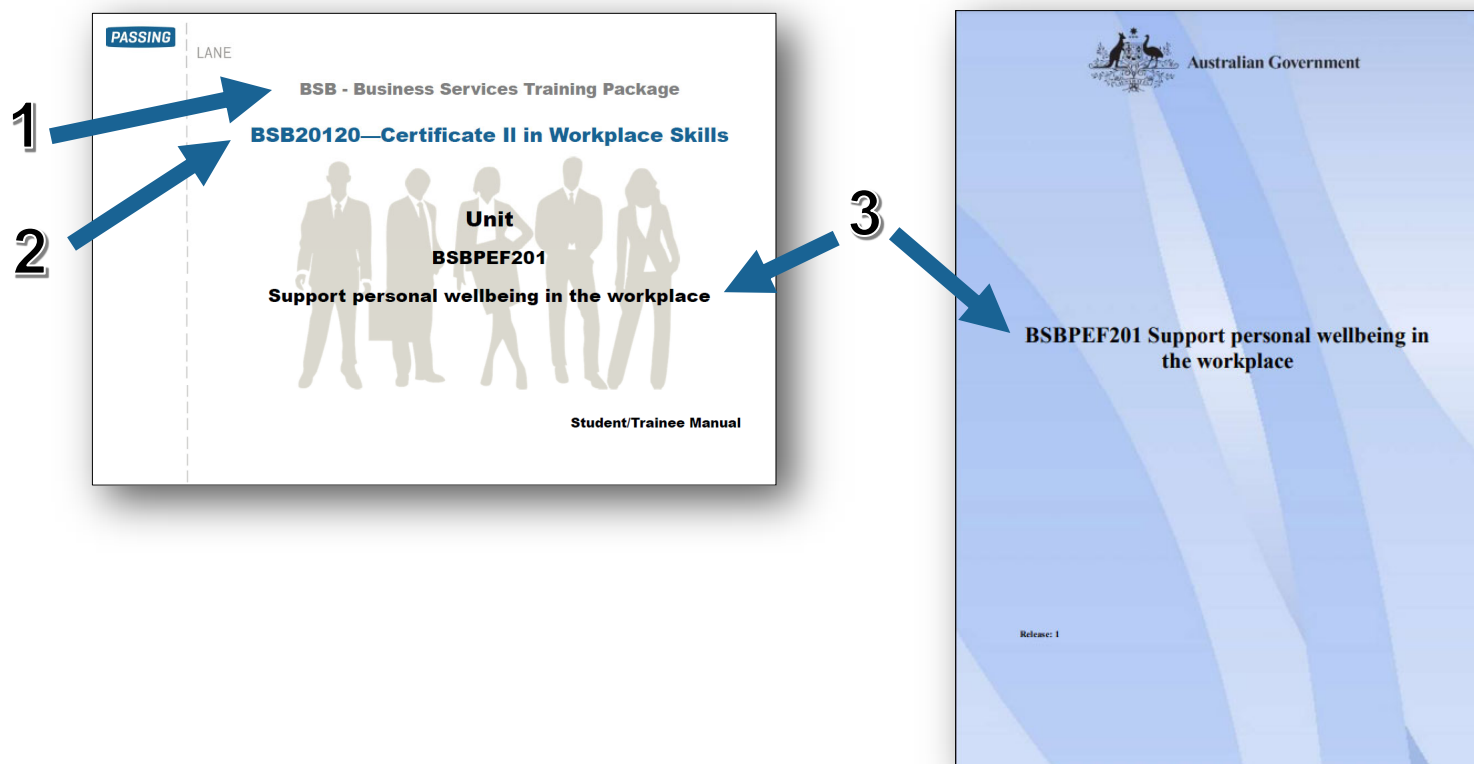 PASSING
LANE
BSB - Business Services Training Package
BSB20120—Certificate II in Workplace Skills
Unit
BSBPEF201
Support personal wellbeing in the workplace
Student/Trainee Manual
1
2
3
Australian Government
BSBPEF201 Support personal wellbeing in
the workplace
Release: 1